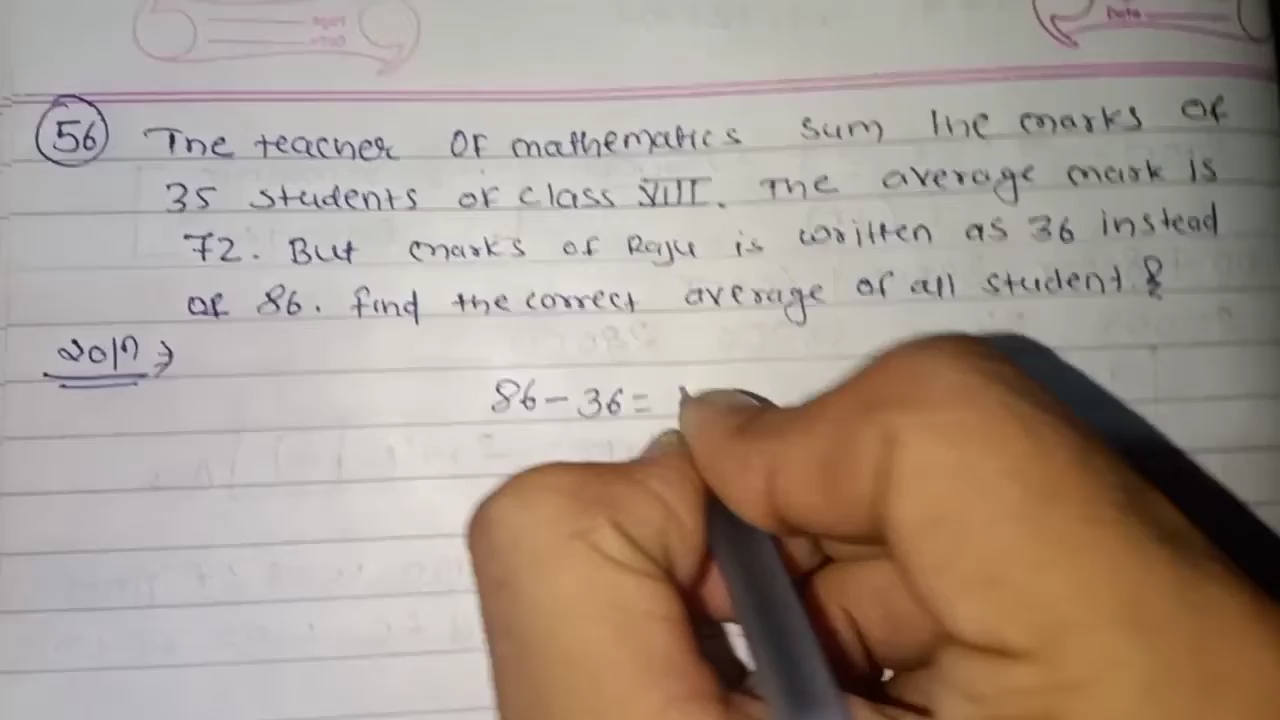 Date
56 The teacher of mathematics sum the marks of
35 students of class VIII. The average mark is
72. But marks of Raju is written as 36 instead
of 86. find the correct average of all student?
86-36=